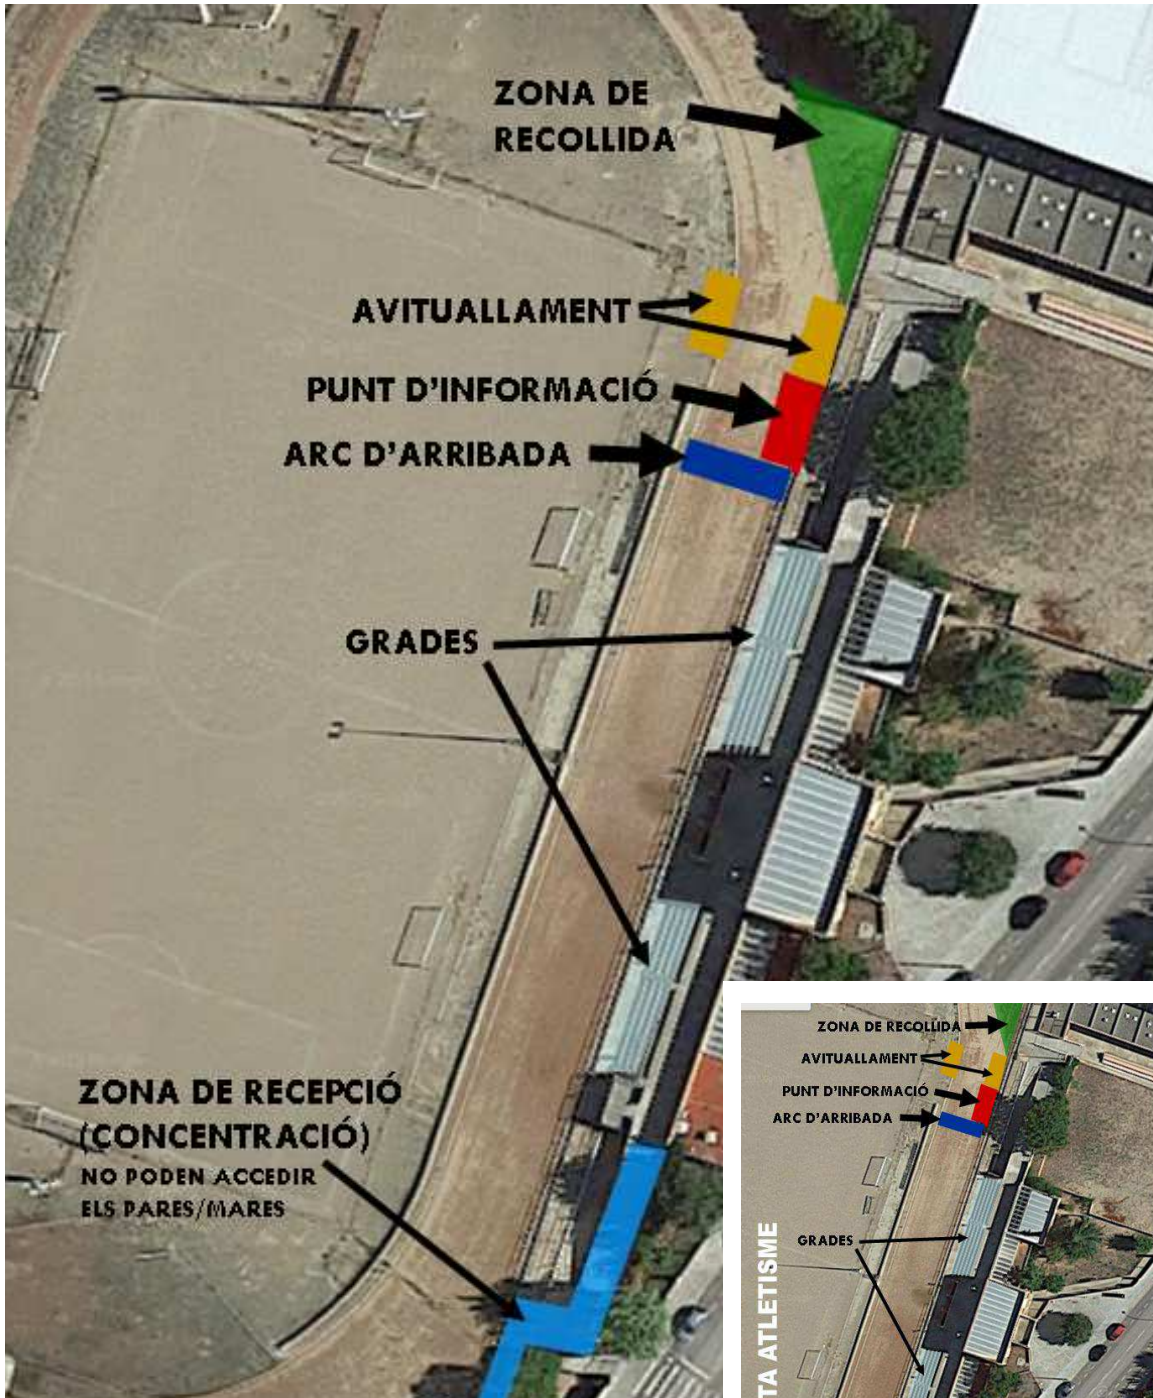 ZONA DE
RECOLLIDA
AVITUALLAMENT
PUNT D'INFORMACIÓ
ARC D'ARRIBADA
GRADES
ZONA DE RECEPCIÓ
(CONCENTRACIÓ)
NO PODEN ACCEDIR
ELS PARES/MARES
ZONA DE RECOLLIDA
AVITUALLAMENT
PUNT D'INFORMACIÓ
ARC D'ARRIBADA
GRADES
TA ATLETISME